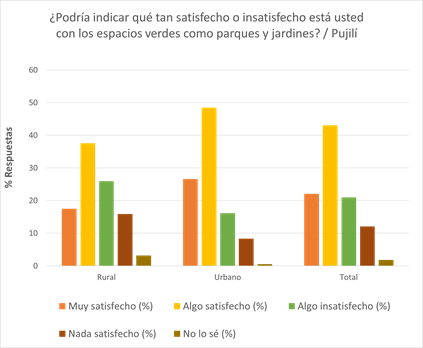 ¿Podría indicar qué tan satisfecho o insatisfecho está usted
con los espacios verdes como parques y jardines? / Pujilí
60
50
40
30
20
10
0
% Respuestas
Rural Urbano Total
Muy satisfecho (%) Algo satisfecho (%) Algo insatisfecho (%)
Nada satisfecho (%) No lo sé (%)